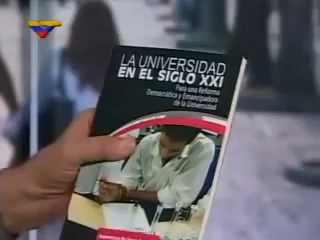 LA UNIVERSIDAD
EN EL SIGLO XXI
Para una Reforma
Democrática y Emancipadora
de la Universidad